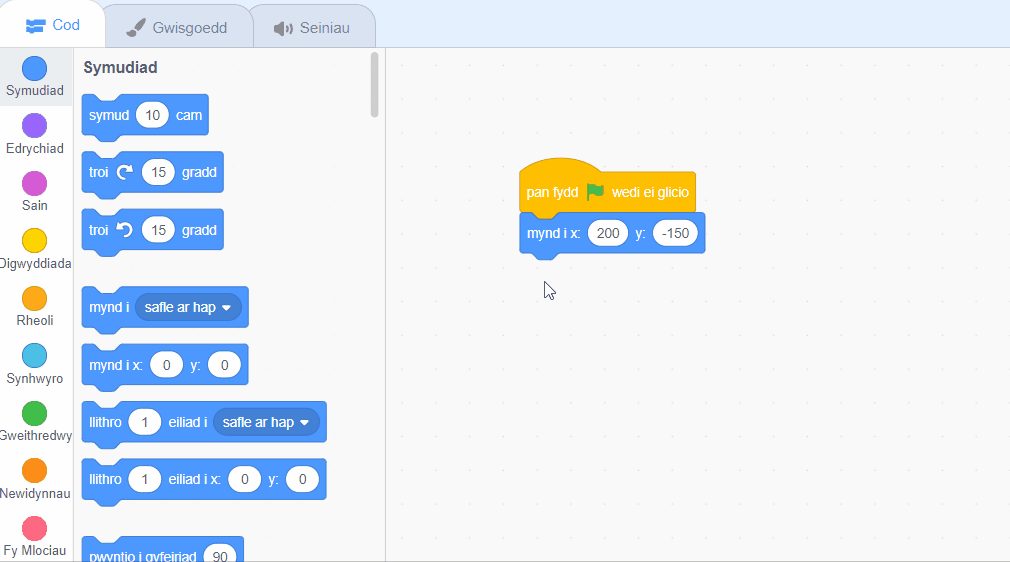 Cod
Gwisgoedd
Seiniau
Symudiad
Edrychiad
Sain
Digwyddiada
Rheoli
Synhwyro
Gweithredwy
Newidynnau
Fy Mlociau
Symudiad
symud 10 cam
troi 15 gradd
troi 15 gradd
mynd i safle ar hap
mynd i x: 0 y: 0
llithro 1 eiliad i safle ar hap
llithro 1 eiliad i x: 0 y: 0
pwyntio i gyfeiriad 90
pan fydd wedi ei glicio
mynd i x: 200 y: -150